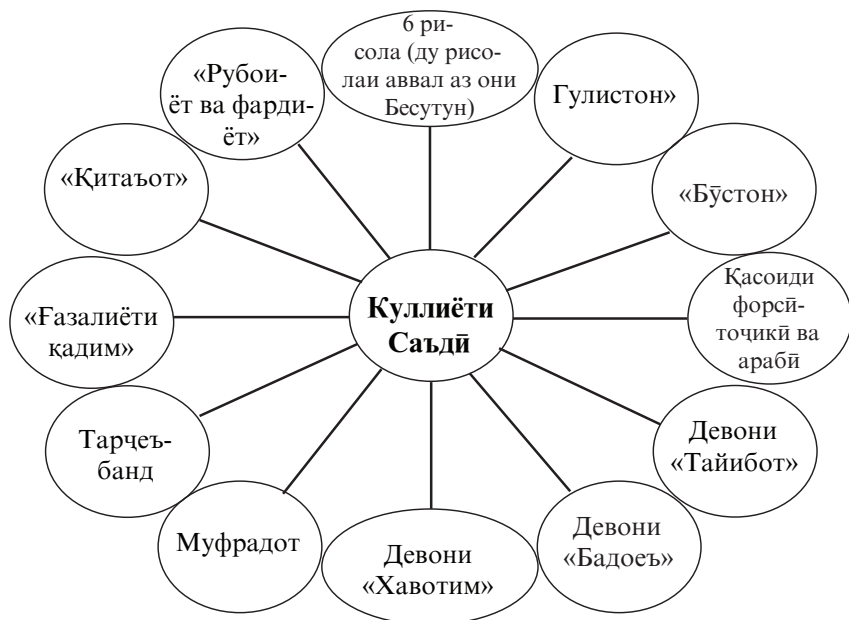 6 ри-
сола (ду рисо-
лаи аввал аз они
Бесутун)
Гулистон»
«Бӯстон»
Қасоиди
форсӣ-
тоҷикӣ ва
арабӣ
Девони
«Тайибот»
Девони
«Бадоеъ»
Девони
«Хавотим»
Муфрадот
Тарҷеъ-
банд
«Ғазалиёти
қадим»
«Қитаъот»
«Рубои-
ёт ва фарди-
ёт»
Куллиёти
Саъдӣ